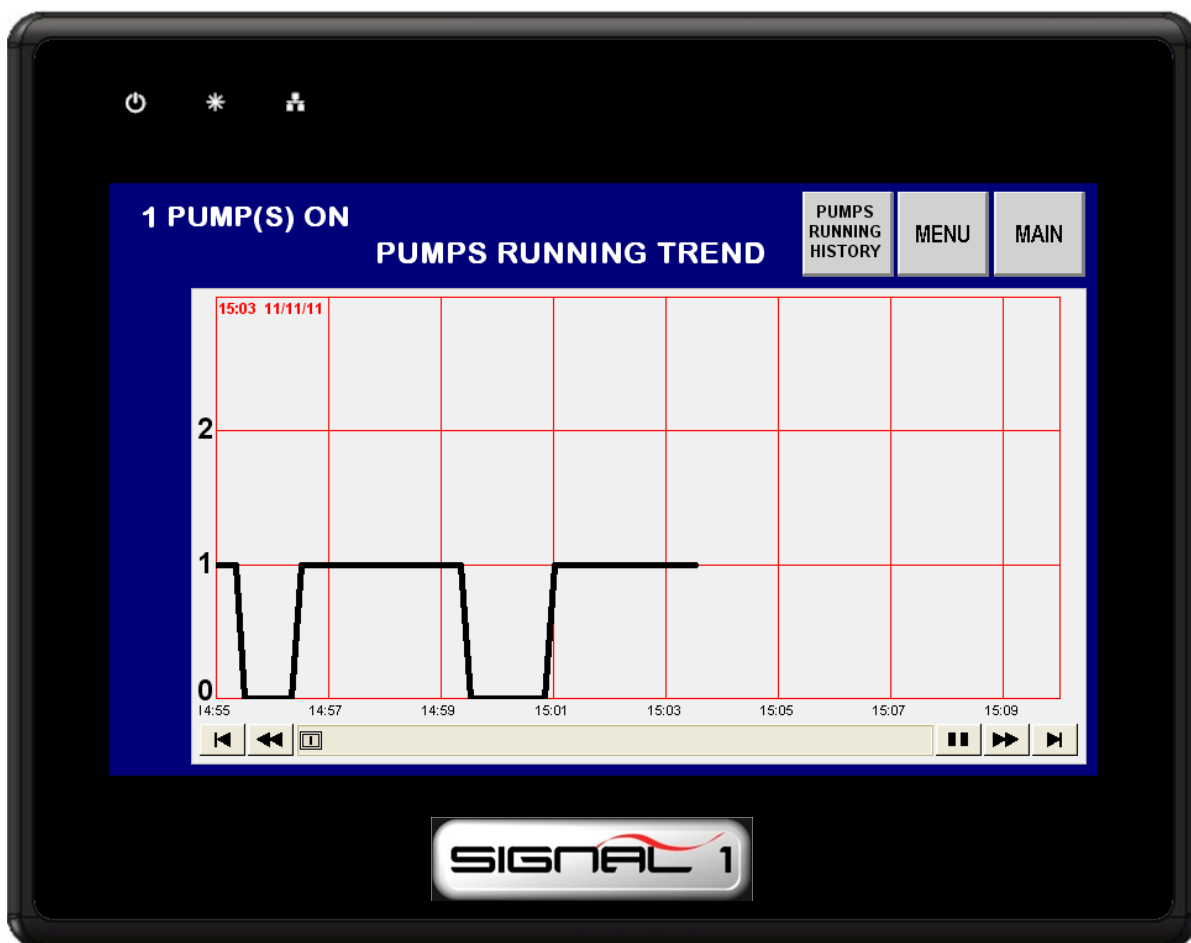 1 PUMP(S) ON
PUMPS RUNNING TREND
PUMPS
RUNNING
HISTORY
MENU
MAIN
15:03 11/11/11
2
1
0
14:55 14:57 14:59 15:01 15:03 15:05 15:07 15:09
SIGNAL 1